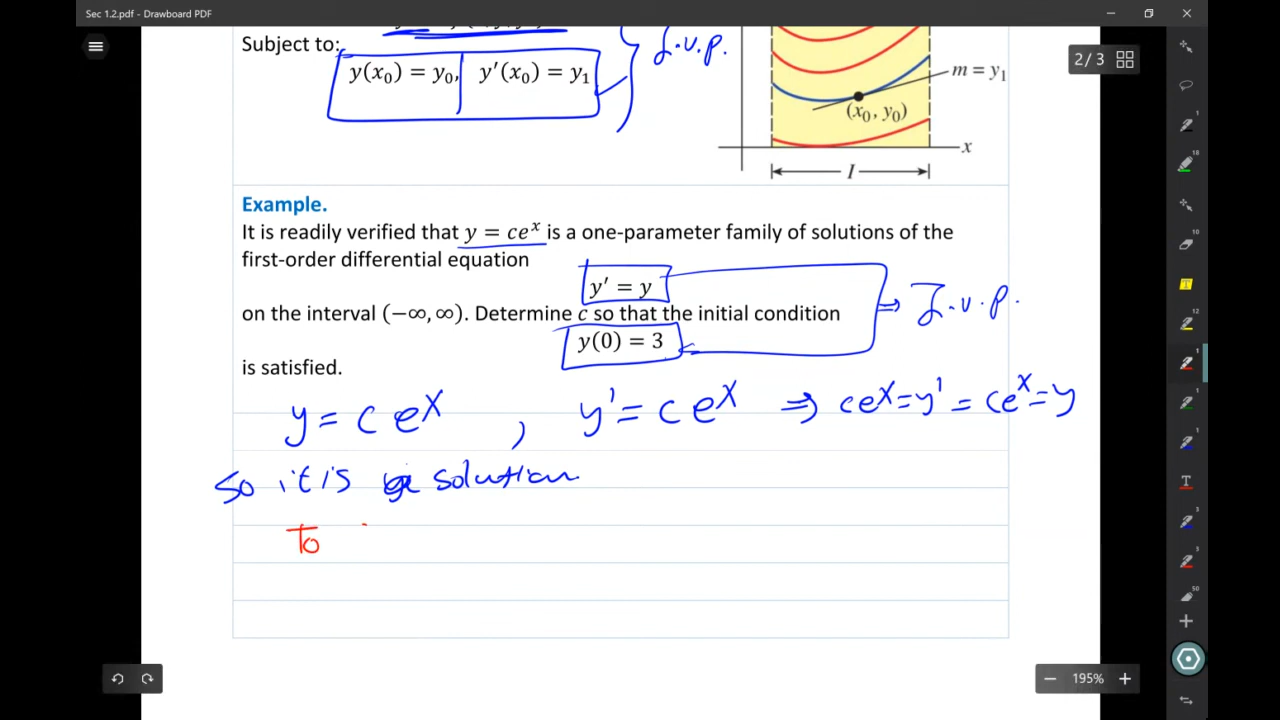 Sec 1.2.pdf - Drawboard PDF
2/3
Subject to:
y(x₀) = y₀, y′(x₀) = y₁
I.V.P.
m = y₁
(x₀, y₀)
x
I
Example.
It is readily verified that y = ceˣ is a one-parameter family of solutions of the
first-order differential equation
y′ = y
on the interval (−∞, ∞). Determine c so that the initial condition
⇒ I.V.P.
y(0) = 3
is satisfied.
y = c eˣ , y' = c eˣ ⇒ ceˣ = y' = ceˣ = y
So it is a solution
To
195%